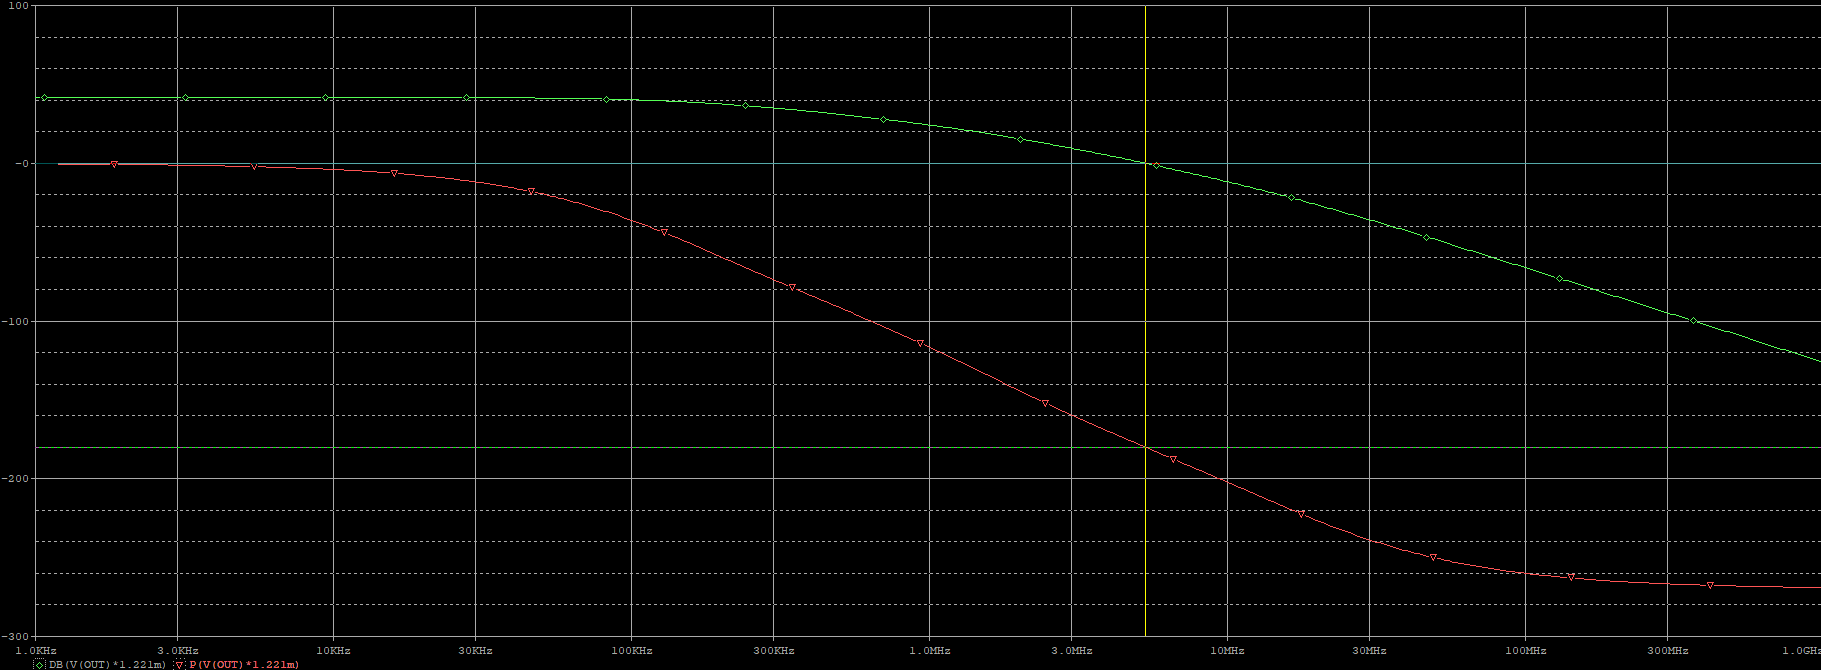 100
-0
-100
-200
-300
1.0KHz 3.0KHz 10KHz 30KHz 100KHz 300KHz 1.0MHz 3.0MHz 10MHz 30MHz 100MHz 300MHz 1.0GHz
DB(V(OUT)*1.221m) P(V(OUT)*1.221m)